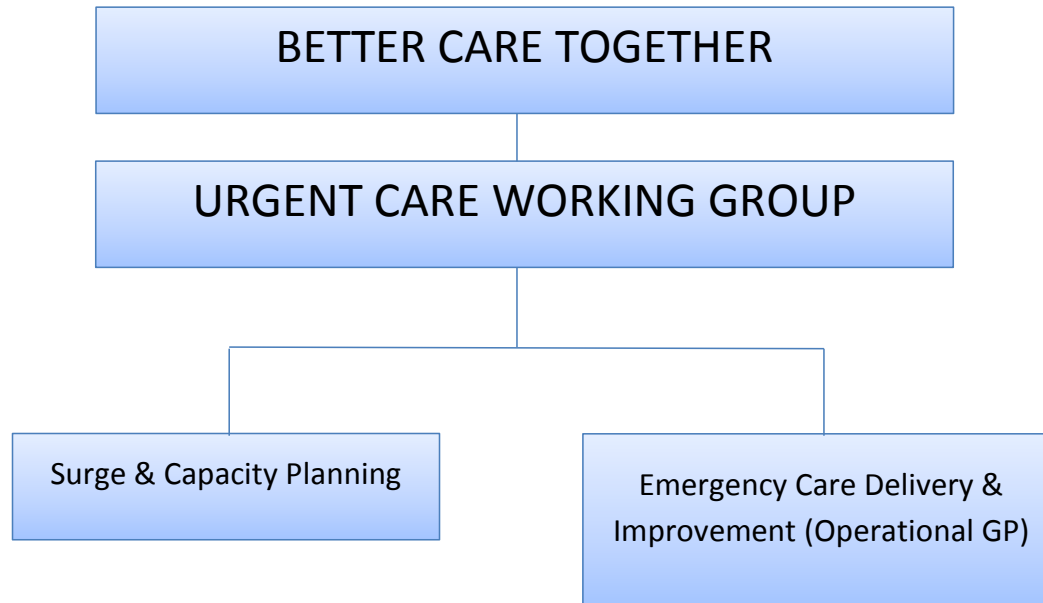 BETTER CARE TOGETHER
URGENT CARE WORKING GROUP
Surge & Capacity Planning
Emergency Care Delivery &
Improvement (Operational GP)